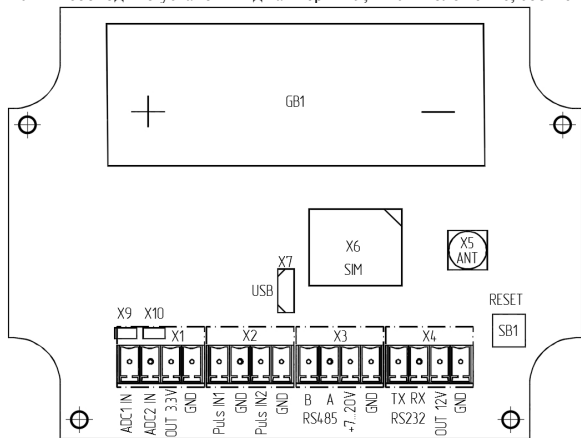 GB1
X6
SIM
X5
ANT
X7
USB
RESET
SB1
X9 X10
X1 X2 X3 X4
ADC1 IN
ADC2 IN
OUT 3.3V
GND
Puls IN1
GND
Puls IN2
GND
B A
RS485
+7...20V
GND
TX RX
RS232
OUT 12V
GND